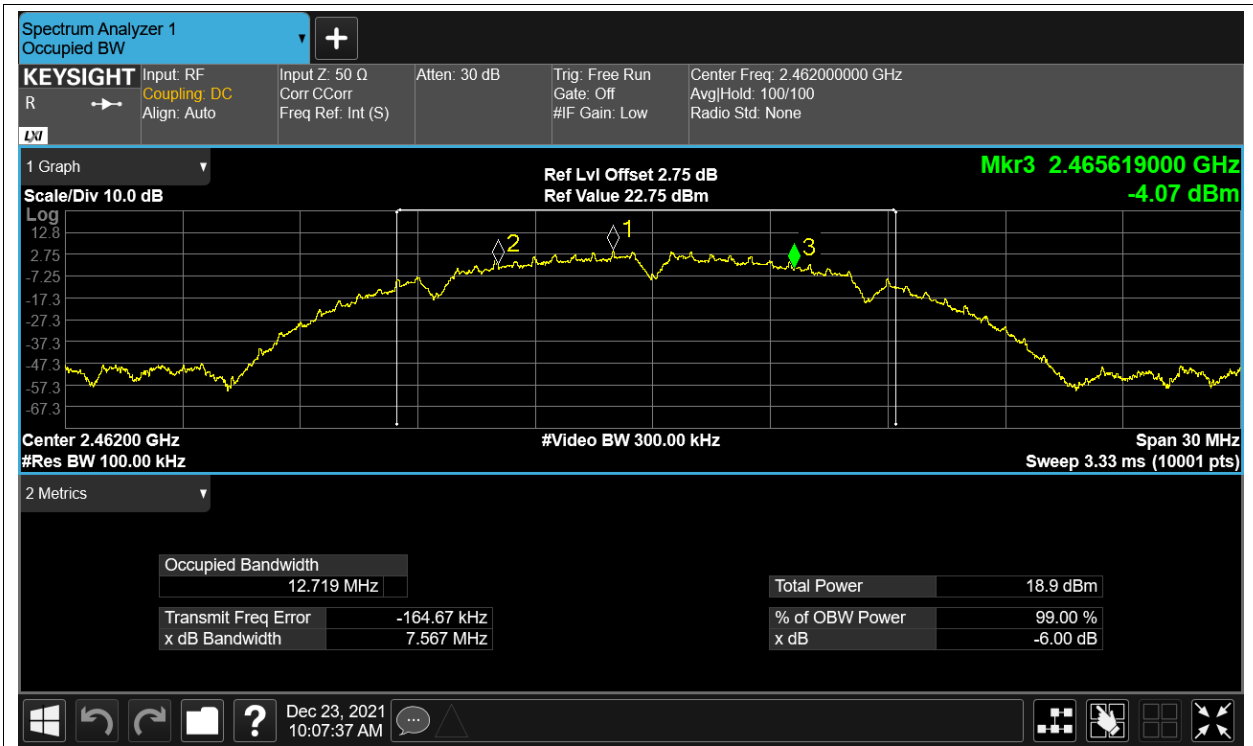 Spectrum Analyzer 1
Occupied BW
KEYSIGHT
R
LXI
Input: RF
Coupling: DC
Align: Auto
Input Z: 50 Ω
Corr CCorr
Freq Ref: Int (S)
Atten: 30 dB
Trig: Free Run
Gate: Off
#IF Gain: Low
Center Freq: 2.462000000 GHz
Avg|Hold: 100/100
Radio Std: None
1 Graph
Scale/Div 10.0 dB
Ref Lvl Offset 2.75 dB
Ref Value 22.75 dBm
Mkr3 2.465619000 GHz
-4.07 dBm
Log
12.8
2.75
-7.25
-17.3
-27.3
-37.3
-47.3
-57.3
-67.3
2
1
3
Center 2.46200 GHz
#Video BW 300.00 kHz
Span 30 MHz
#Res BW 100.00 kHz
Sweep 3.33 ms (10001 pts)
2 Metrics
Occupied Bandwidth
12.719 MHz
Total Power 18.9 dBm
Transmit Freq Error -164.67 kHz
% of OBW Power 99.00 %
x dB Bandwidth 7.567 MHz
x dB -6.00 dB
?
Dec 23, 2021
10:07:37 AM